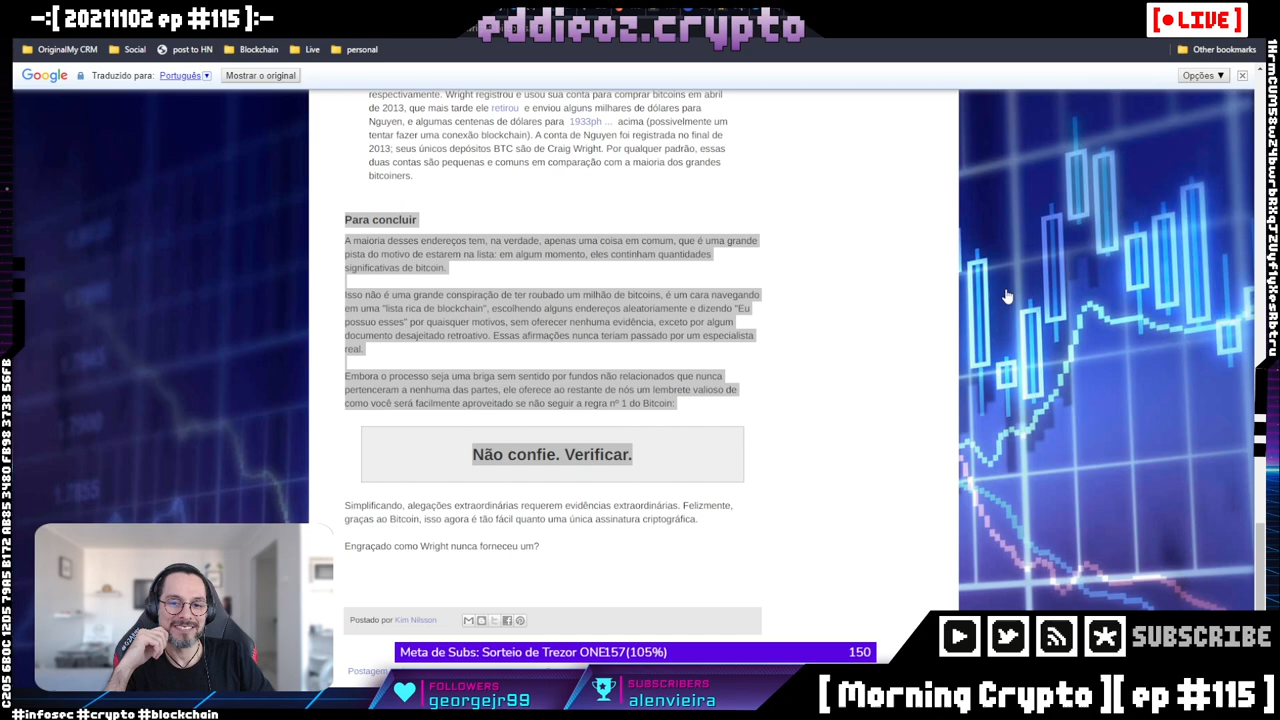 -:[ 20211102 ep #115 ]:-
eddieoz.crypto
[● LIVE]
OriginalMy CRM
Social
post to HN
Blockchain
Live
personal
Other bookmarks
Google
Traduzido para: Português
Mostrar o original
Opções ▼
respectivamente. Wright registrou e usou sua conta para comprar bitcoins em abril
de 2013, que mais tarde ele retirou e enviou alguns milhares de dólares para
Nguyen, e algumas centenas de dólares para 1933ph ... acima (possivelmente um
tentar fazer uma conexão blockchain). A conta de Nguyen foi registrada no final de
2013; seus únicos depósitos BTC são de Craig Wright. Por qualquer padrão, essas
duas contas são pequenas e comuns em comparação com a maioria dos grandes
bitcoiners.
Para concluir
A maioria desses endereços tem, na verdade, apenas uma coisa em comum, que é uma grande
pista do motivo de estarem na lista: em algum momento, eles continham quantidades
significativas de bitcoin.
Isso não é uma grande conspiração de ter roubado um milhão de bitcoins, é um cara navegando
em uma "lista rica de blockchain", escolhendo alguns endereços aleatoriamente e dizendo "Eu
possuo esses" por quaisquer motivos, sem oferecer nenhuma evidência, exceto por algum
documento desajeitado retroativo. Essas afirmações nunca teriam passado por um especialista
real.
Embora o processo seja uma briga sem sentido por fundos não relacionados que nunca
pertenceram a nenhuma das partes, ele oferece ao restante de nós um lembrete valioso de
como você será facilmente aproveitado se não seguir a regra nº 1 do Bitcoin:
Não confie. Verificar.
Simplificando, alegações extraordinárias requerem evidências extraordinárias. Felizmente,
graças ao Bitcoin, isso agora é tão fácil quanto uma única assinatura criptográfica.
Engraçado como Wright nunca forneceu um?
Postado por Kim Nilsson
Postagem
Meta de Subs: Sorteio de Trezor ONE157(105%)
150
FOLLOWERS
georgejr99
SUBSCRIBERS
alenvieira
SUBSCRIBE
[ Morning Crypto ][ ep #115 ]
#infosec #crypto #blockchain